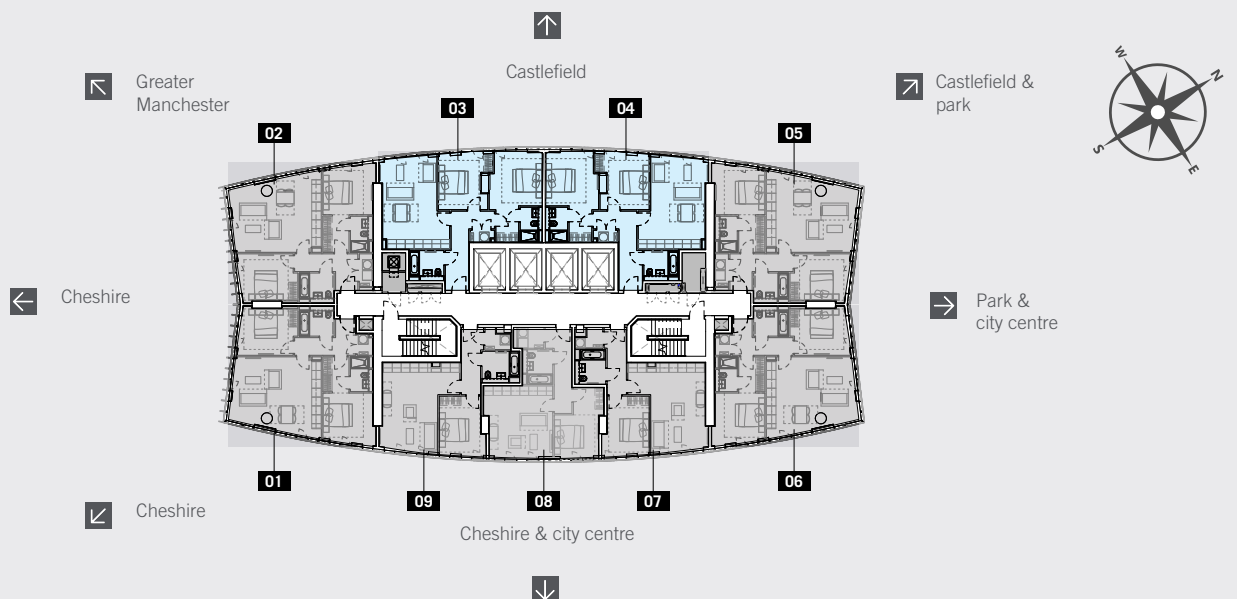 Castlefield
Greater
Manchester
Castlefield &
park
W
N
S
E
03
04
02
05
Cheshire
Park &
city centre
01
09
08
07
06
Cheshire
Cheshire & city centre